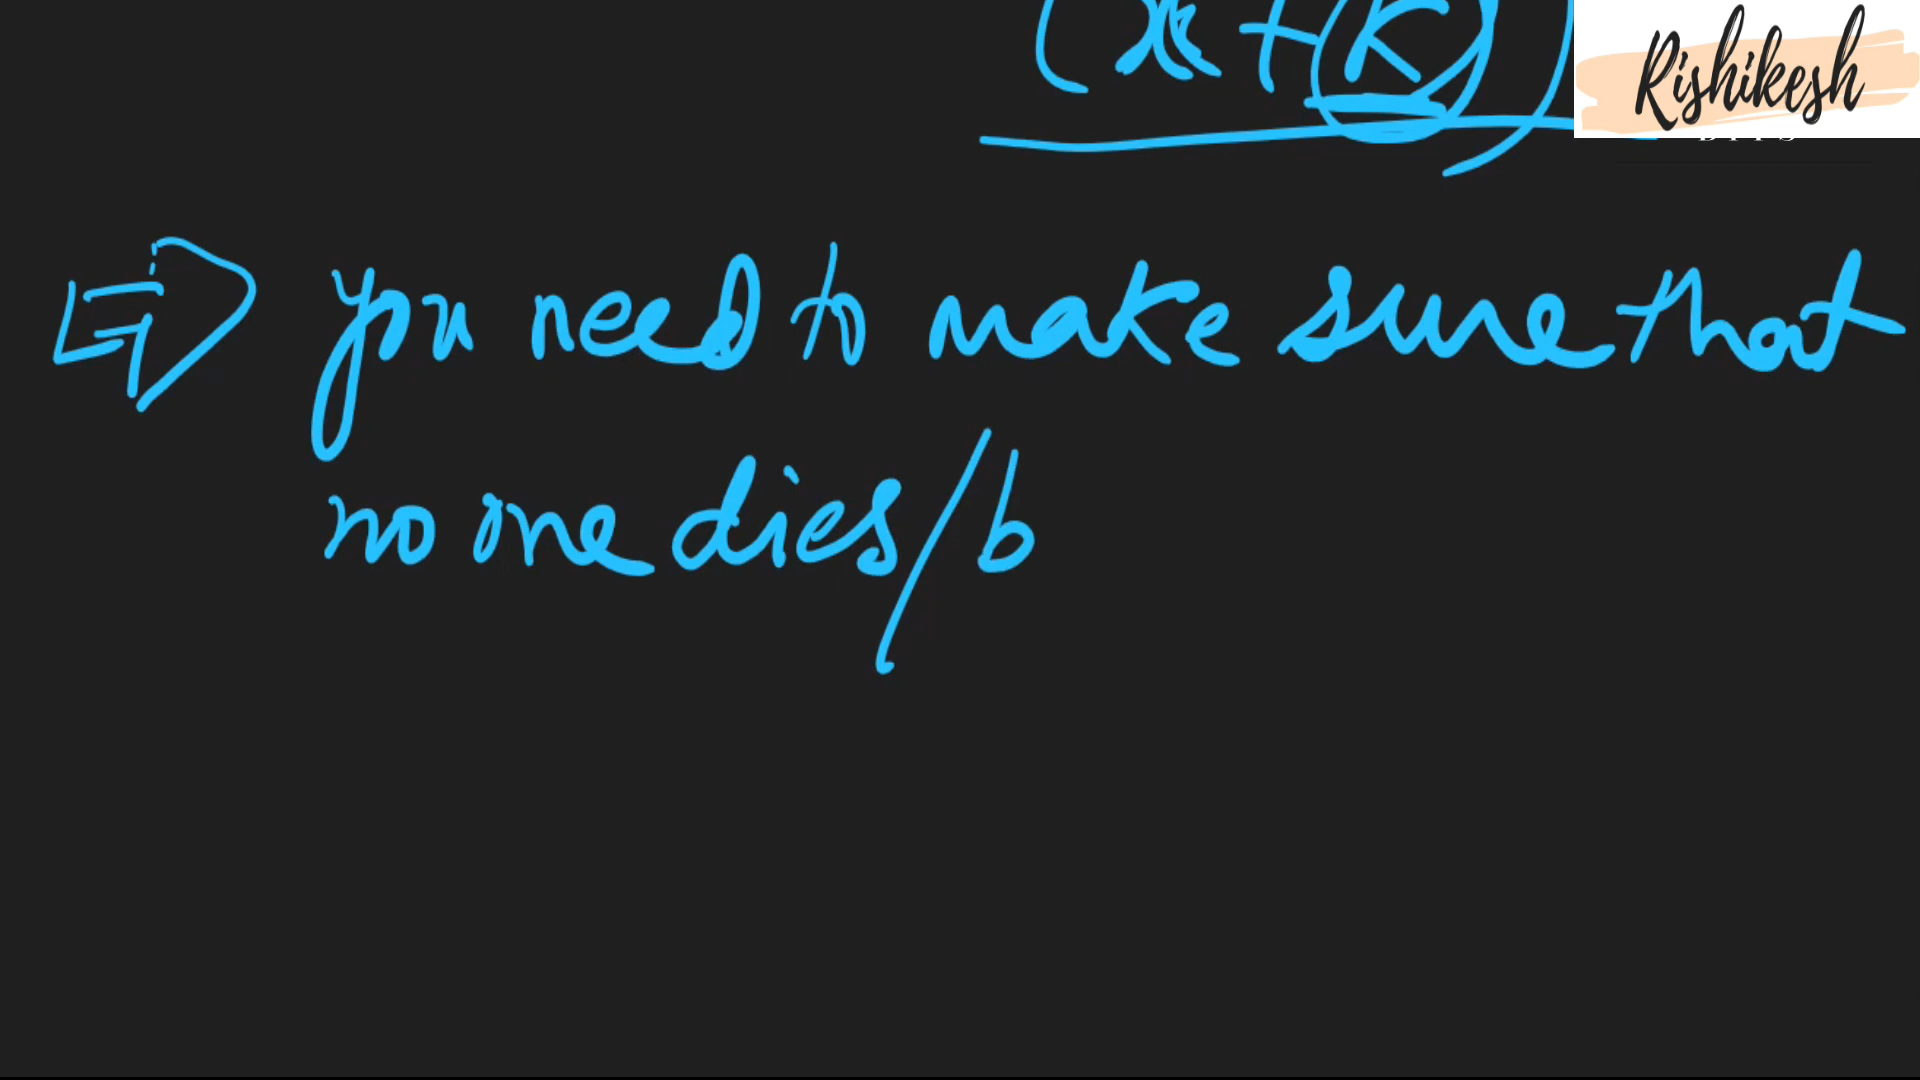 (x+k)
Rishikesh
you need to make sure that
no one dies/b